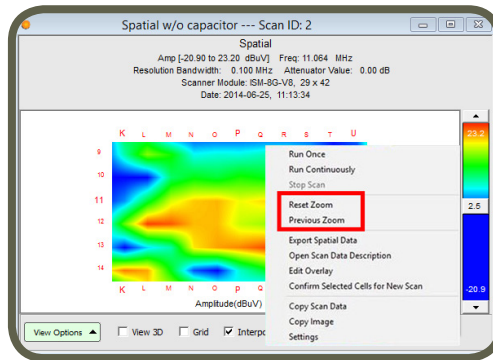 Spatial w/o capacitor --- Scan ID: 2
Spatial
Amp [-20.90 to 23.20 dBuV] Freq: 11.064 MHz
Resolution Bandwidth: 0.100 MHz Attenuator Value: 0.00 dB
Scanner Module: ISM-8G-V8, 29 x 42
Date: 2014-06-25, 11:13:34
K L M N O P Q R S T U
9
10
11
12
13
14
K L M N O P Q
Amplitude(dBuV)
23.2
2.5
-20.9
Run Once
Run Continuously
Stop Scan
Reset Zoom
Previous Zoom
Export Spatial Data
Open Scan Data Description
Edit Overlay
Confirm Selected Cells for New Scan
Copy Scan Data
Copy Image
Settings
View Options View 3D Grid Interpo